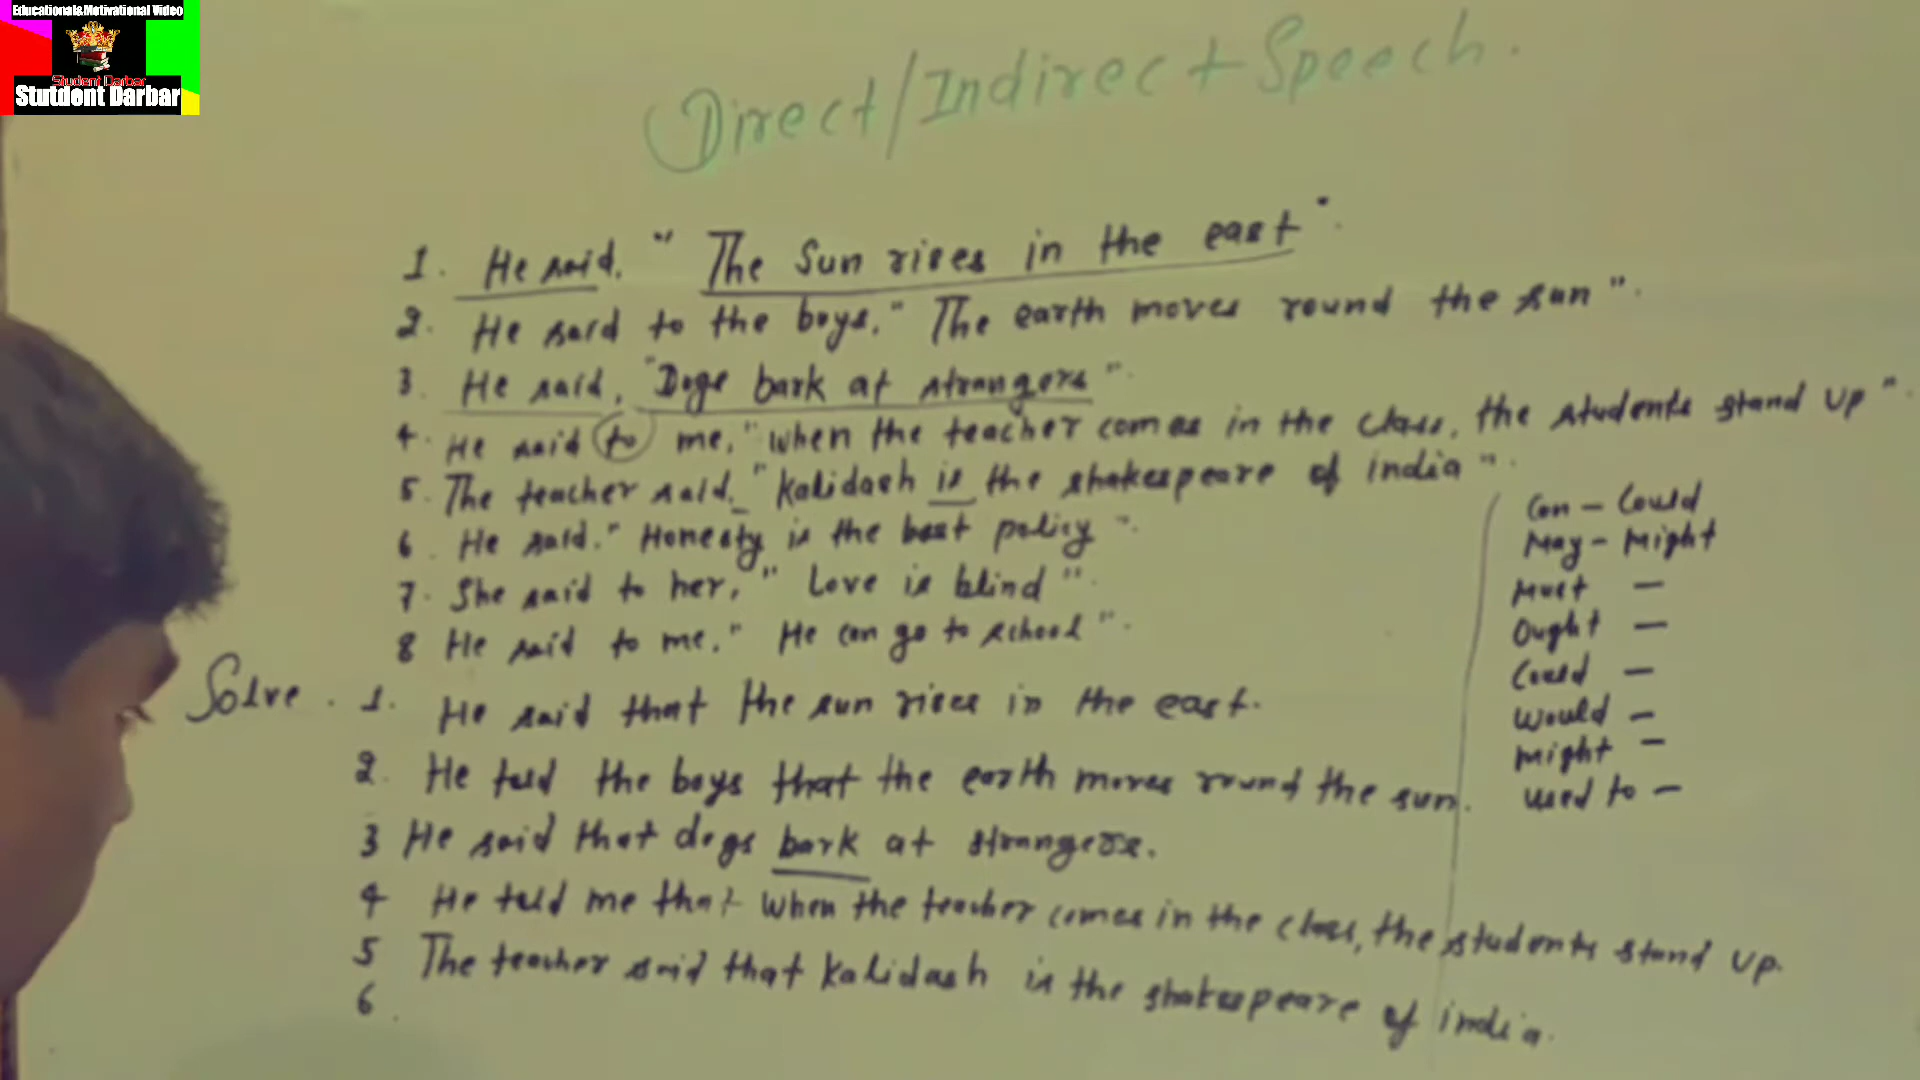 Educational&Motivational Video
Student Darbar
Stutdent Darbar
Direct/Indirect Speech.
1. He said, "The Sun rises in the east".
2. He said to the boys, "The earth moves round the sun".
3. He said, "Dogs bark at strangers".
4. He said to me, "when the teacher comes in the class, the students stand up".
5. The teacher said, "Kalidash is the shakespeare of india".
6. He said, "Honesty is the best policy".
7. She said to her, "Love is blind".
8 He said to me, "He can go to school".
Can - Could
May - Might
Must -
Ought -
Could -
Would -
Might -
used to -
Solve. 1. He said that the sun rises in the east.
2. He told the boys that the earth moves round the sun.
3 He said that dogs bark at strangers.
4 He told me that when the teacher comes in the class, the students stand up.
5 The teacher said that Kalidash is the shakespeare of india.
6.